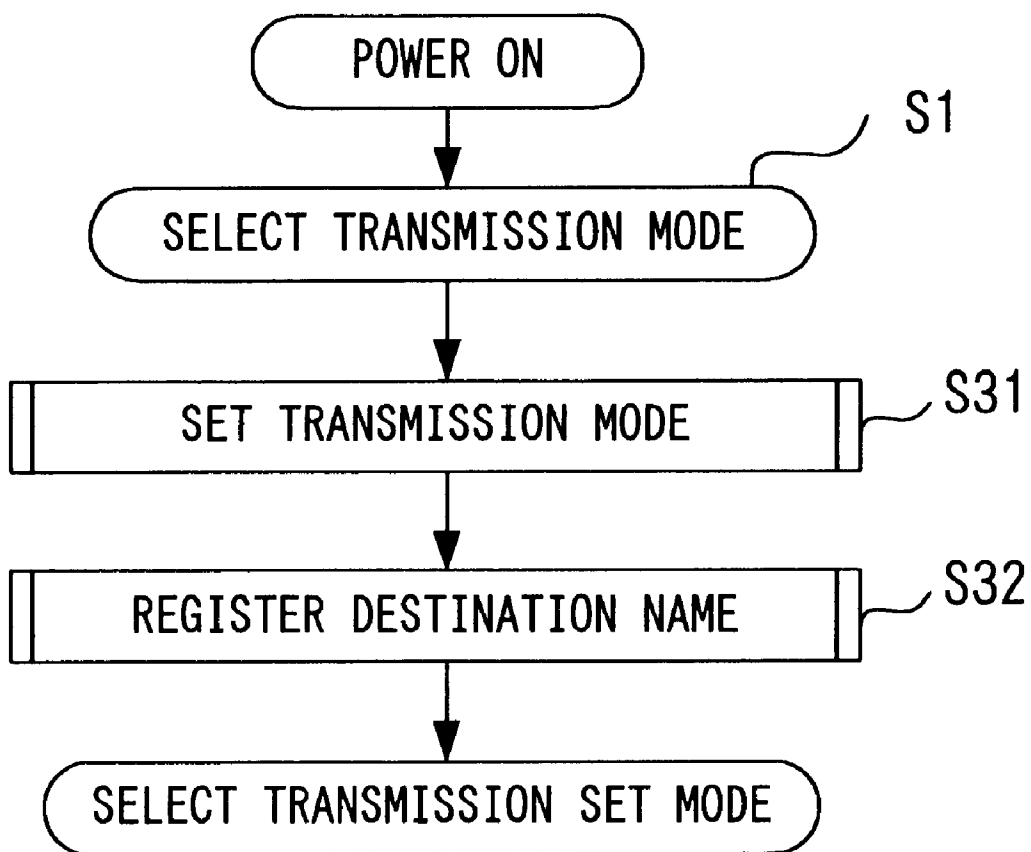 POWER ON
S1
SELECT TRANSMISSION MODE
SET TRANSMISSION MODE
S31
REGISTER DESTINATION NAME
S32
SELECT TRANSMISSION SET MODE